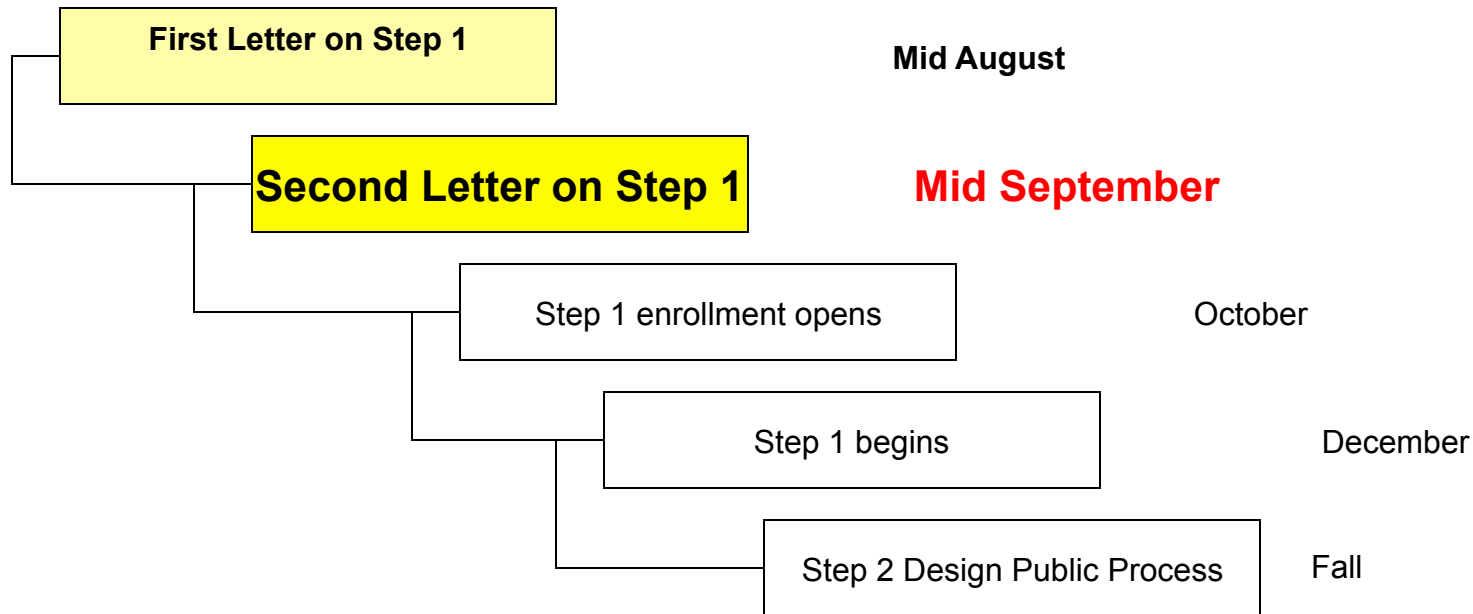 First Letter on Step 1
Mid August
Second Letter on Step 1
Mid September
Step 1 enrollment opens
October
Step 1 begins
December
Step 2 Design Public Process
Fall